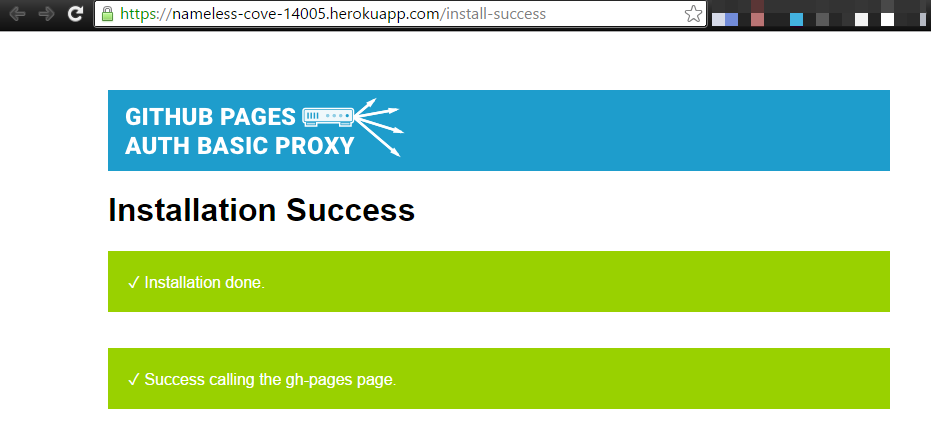 https://nameless-cove-14005.herokuapp.com/install-success
GITHUB PAGES
AUTH BASIC PROXY
Installation Success
✓ Installation done.
✓ Success calling the gh-pages page.